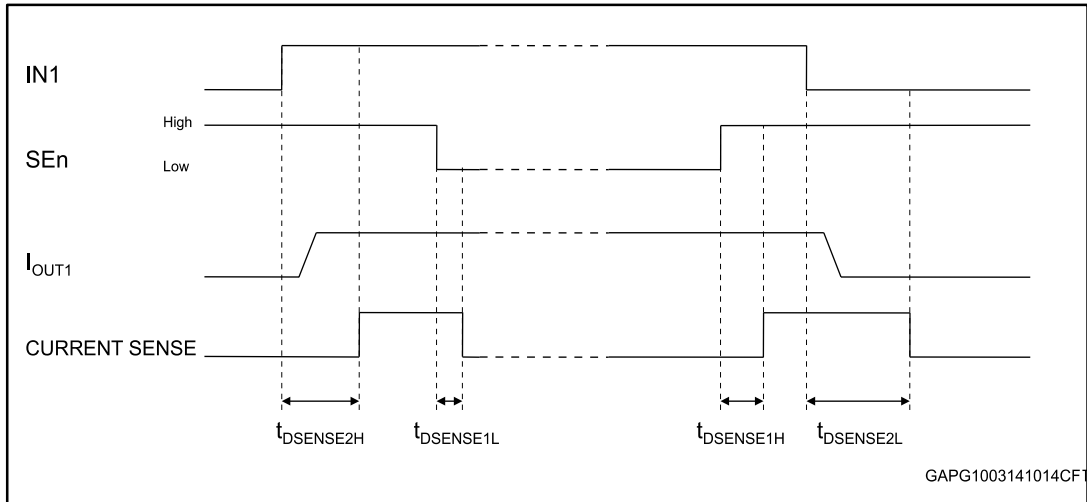 IN1
High
SEn
Low
IOUT1
CURRENT SENSE
tDSENSE2H tDSENSE1L tDSENSE1H tDSENSE2L
GAPG1003141014CFT